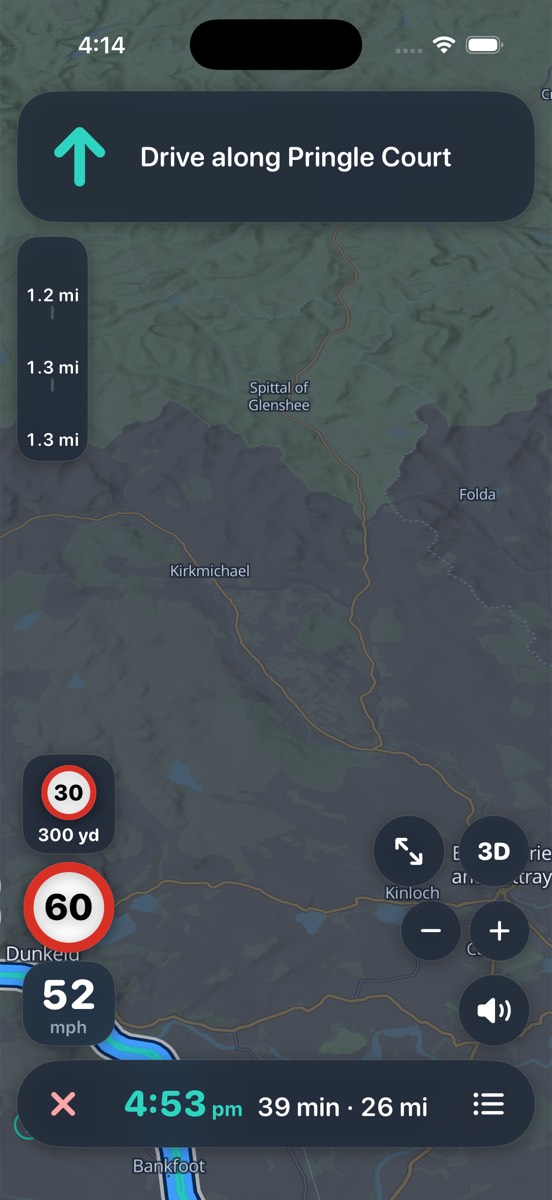 4:14
Drive along Pringle Court
1.2 mi
1.3 mi
1.3 mi
Spittal of
Glenshee
Folda
Kirkmichael
30
300 yd
60
3D
Kinloch
Dunkeld
52
mph
4:53 pm 39 min · 26 mi
Bankfoot